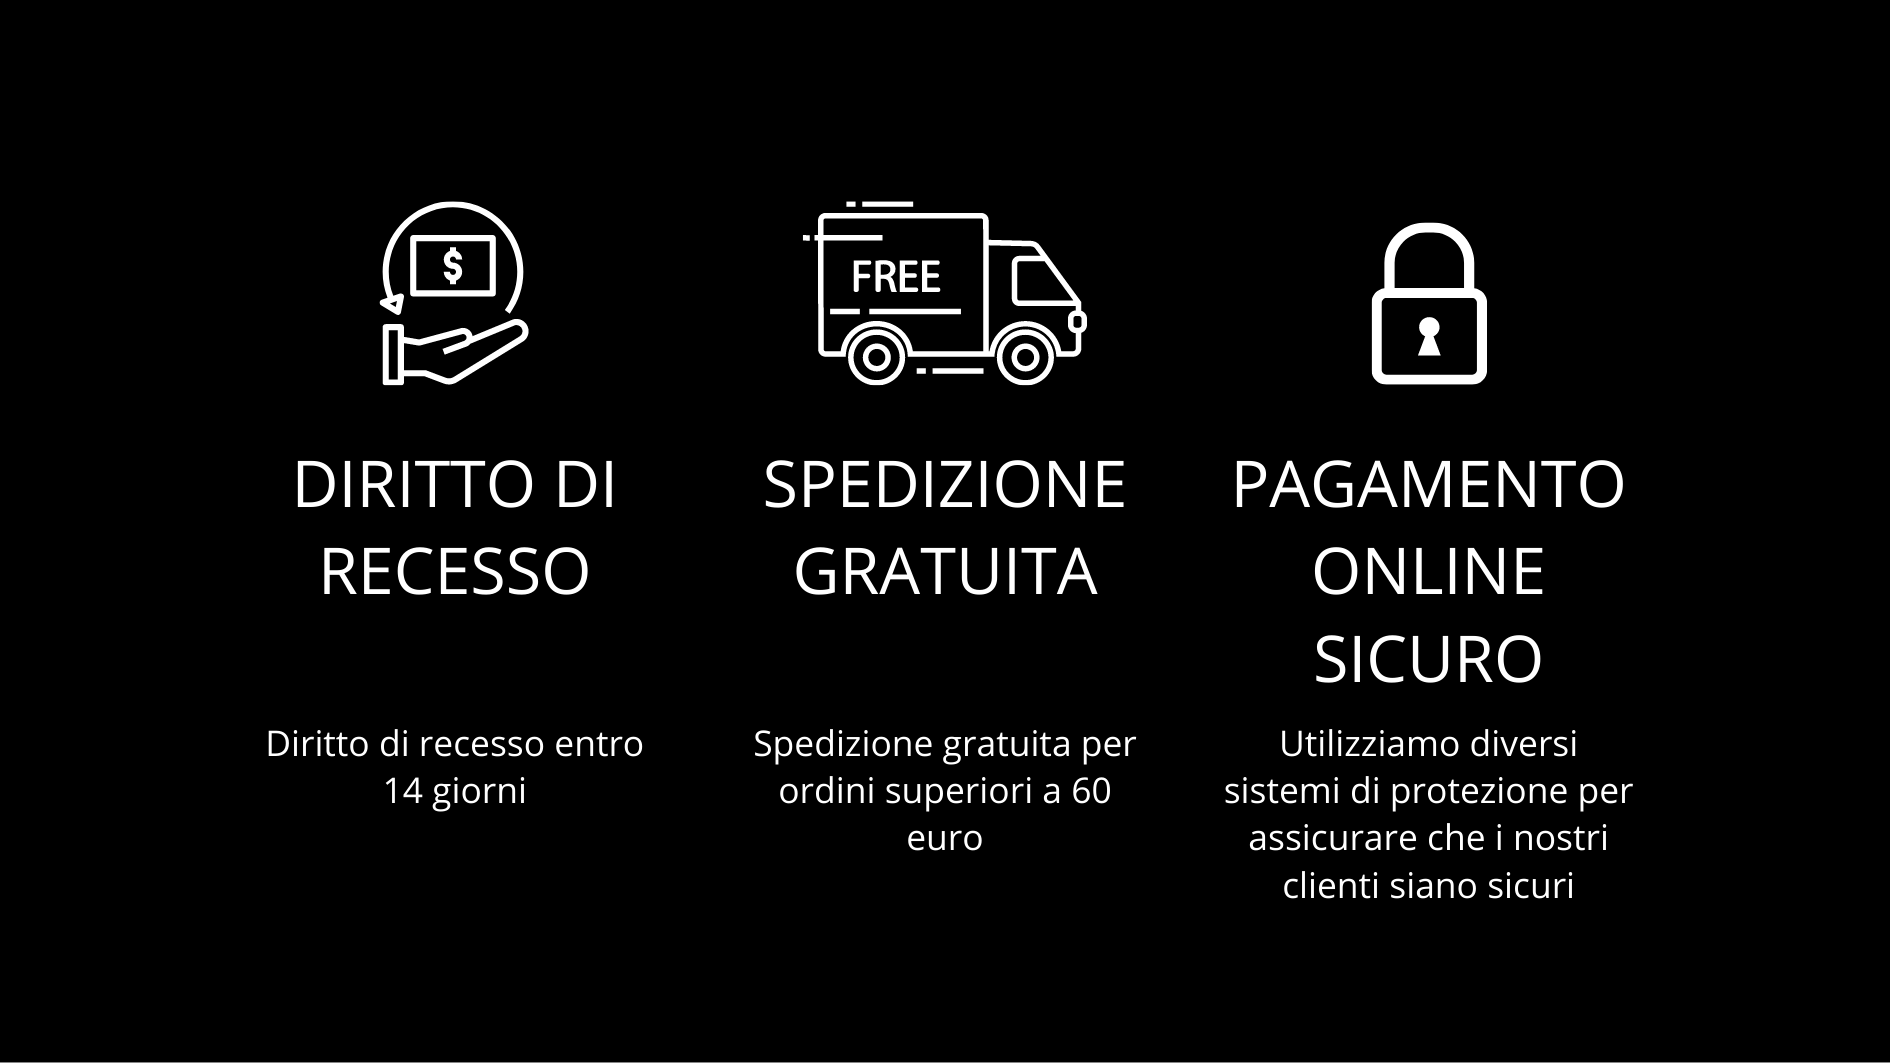 $
FREE
DIRITTO DI
RECESSO
Diritto di recesso entro
14 giorni
SPEDIZIONE
GRATUITA
Spedizione gratuita per
ordini superiori a 60
euro
PAGAMENTO
ONLINE
SICURO
Utilizziamo diversi
sistemi di protezione per
assicurare che i nostri
clienti siano sicuri